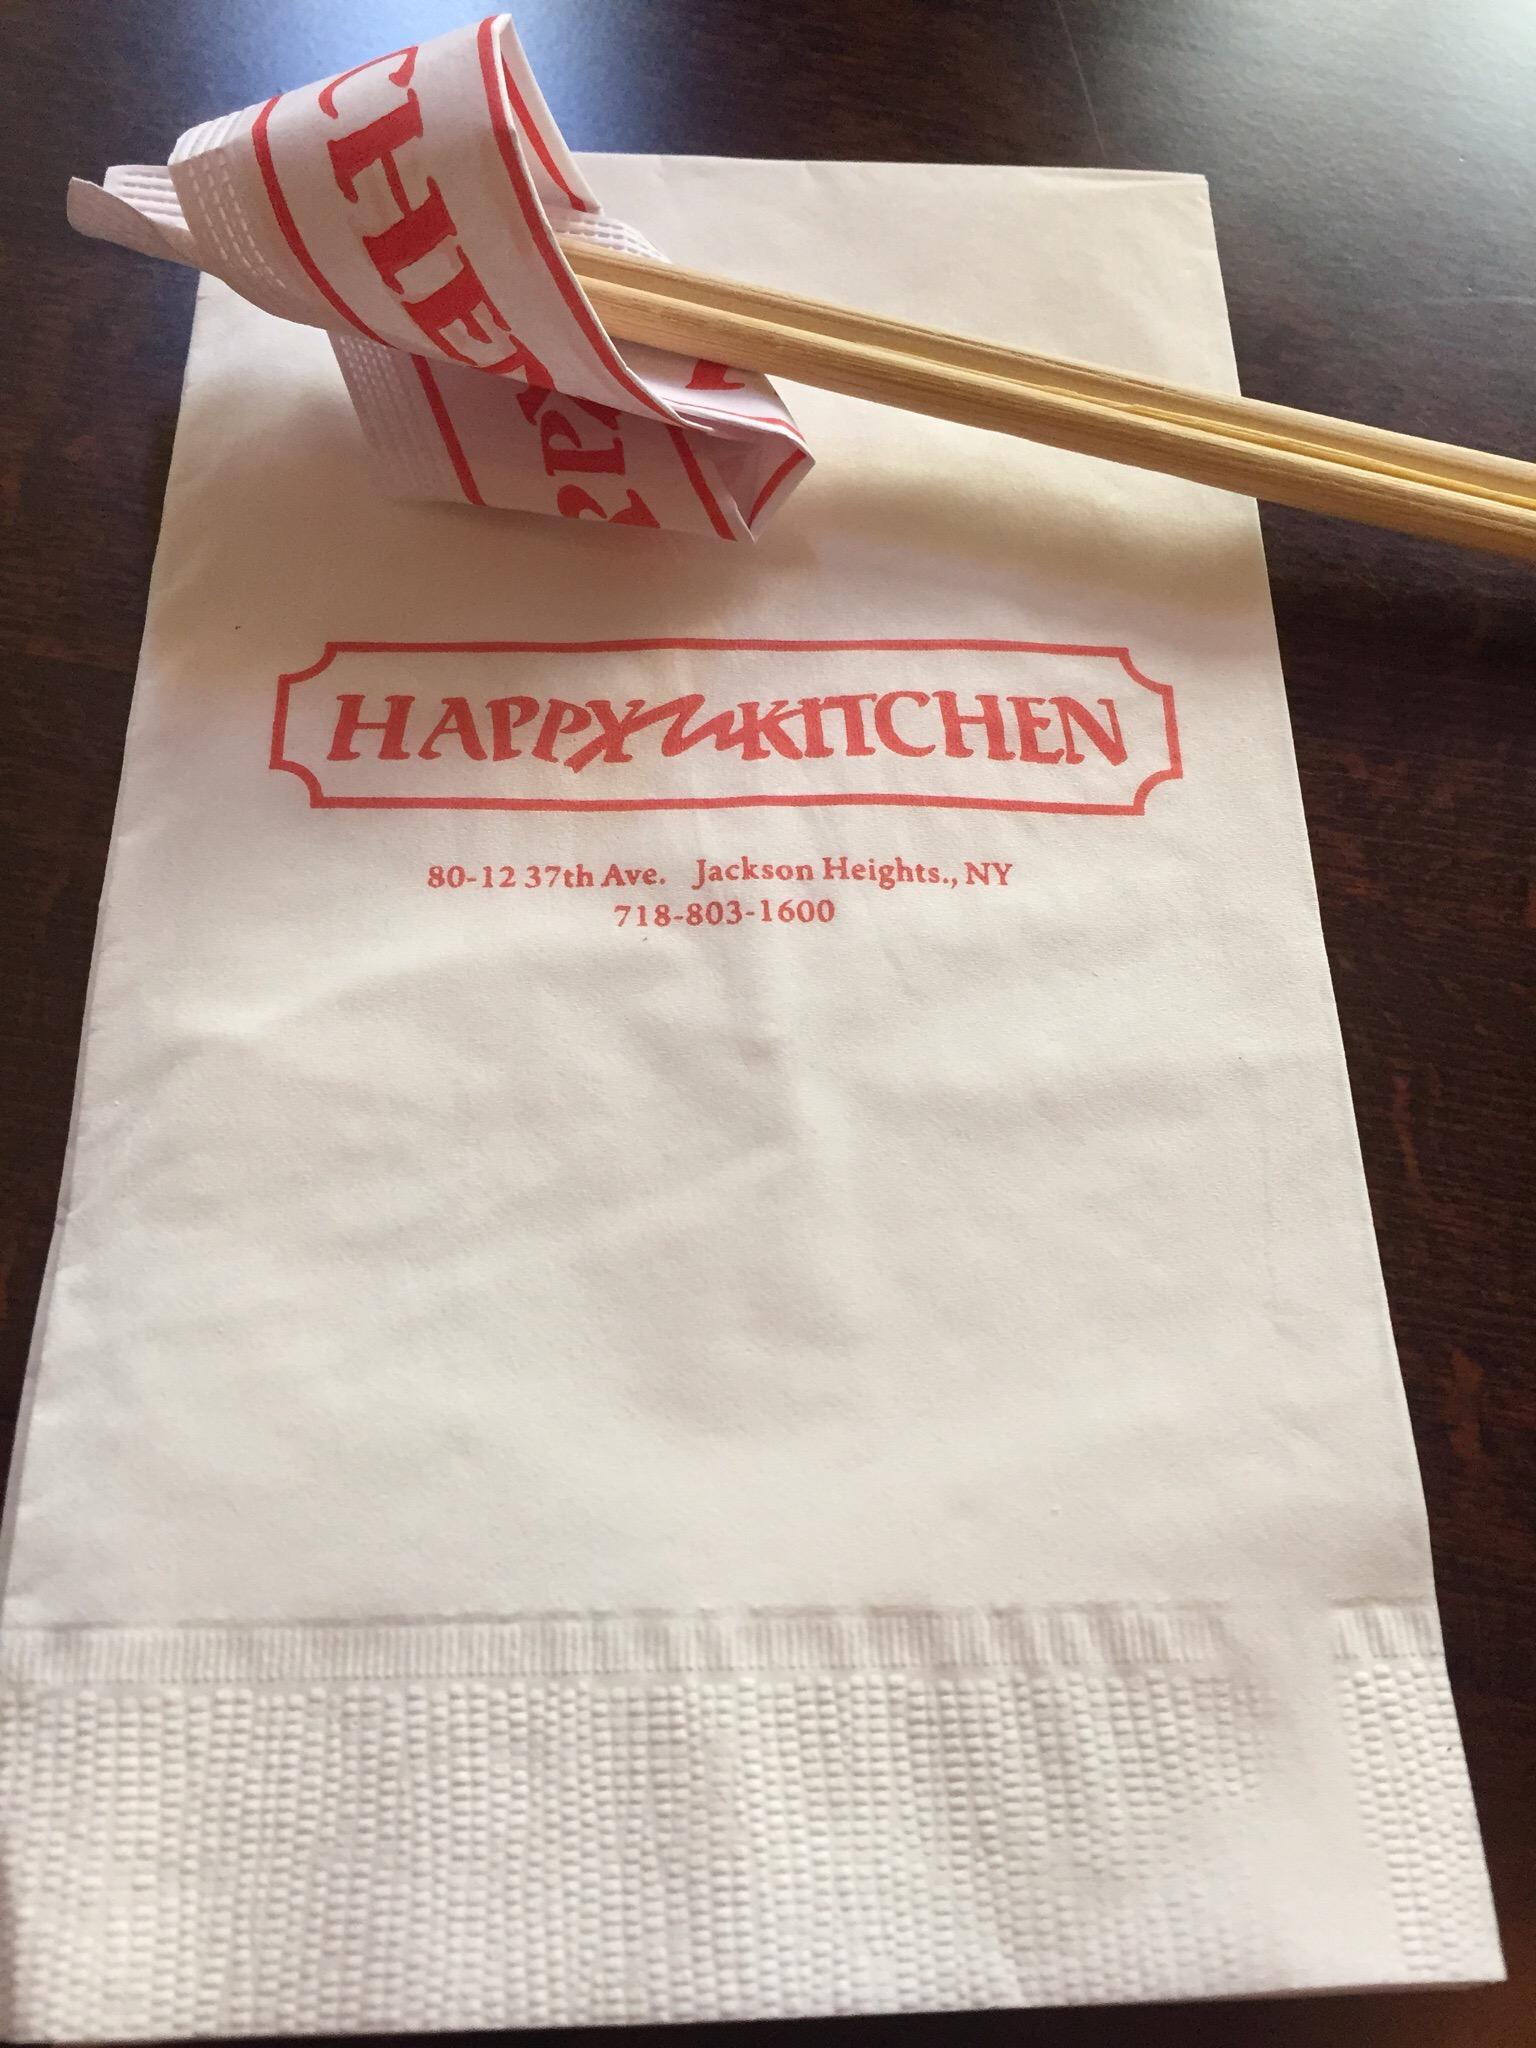 HAPPY KITCHEN
80-12 37th Ave. Jackson Heights., NY
718-803-1600